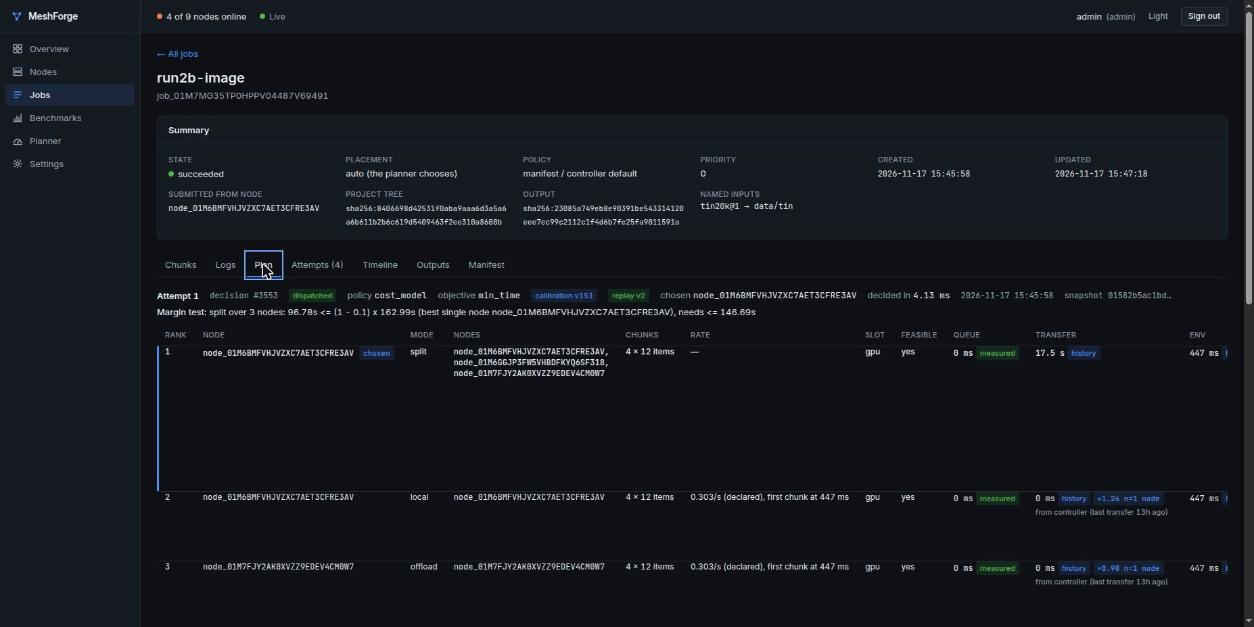 MeshForge
4 of 9 nodes online
Live
admin (admin)
Light
Sign out
Overview
Nodes
Jobs
Benchmarks
Planner
Settings
← All jobs
run2b-image
job_01M7MG35TP0HPPV04487V69491
Summary
STATE PLACEMENT POLICY PRIORITY CREATED UPDATED
succeeded auto (the planner chooses) manifest / controller default 0 2026-11-17 15:45:58 2026-11-17 15:47:18
SUBMITTED FROM NODE PROJECT TREE OUTPUT NAMED INPUTS
node_01M6BMFVHJVZXC7AET3CFRE3AV sha256:8406698d42531f0aba9aaa6d3a5a6 sha256:23085a749eb8e90391be543314120 tin20k@1 → data/tin
a6b611b2b6c619d5409463f2ee310a8600b eee7ec99c2112c1f4d6b7fe25fa9011591a
Chunks Logs Plan Attempts (4) Timeline Outputs Manifest
Attempt 1 decision #3553 dispatched policy cost_model objective min_time calibration v151 replay v2 chosen node_01M6BMFVHJVZXC7AET3CFRE3AV decided in 4.13 ms 2026-11-17 15:45:58 snapshot 01582b5ac1bd…
Margin test: split over 3 nodes: 96.78s <= (1 - 0.1) x 162.99s (best single node node_01M6BMFVHJVZXC7AET3CFRE3AV), needs <= 146.69s
RANK NODE MODE NODES CHUNKS RATE SLOT FEASIBLE QUEUE TRANSFER ENV
1 node_01M6BMFVHJVZXC7AET3CFRE3AV chosen split node_01M6BMFVHJVZXC7AET3CFRE3AV, 4 × 12 items — gpu yes 0 ms measured 17.5 s history 447 ms
node_01M6GGJP3FW5VHBDFKYQ6SF318,
node_01M7FJY2AK0XVZZ9EDEV4CM0W7
2 node_01M6BMFVHJVZXC7AET3CFRE3AV local node_01M6BMFVHJVZXC7AET3CFRE3AV 4 × 12 items 0.303/s (declared), first chunk at 447 ms gpu yes 0 ms measured 0 ms history ×1.26 n=1 node 447 ms
from controller (last transfer 13h ago)
3 node_01M7FJY2AK0XVZZ9EDEV4CM0W7 offload node_01M7FJY2AK0XVZZ9EDEV4CM0W7 4 × 12 items 0.303/s (declared), first chunk at 447 ms gpu yes 0 ms measured 0 ms history ×0.98 n=1 node 447 ms
from controller (last transfer 13h ago)